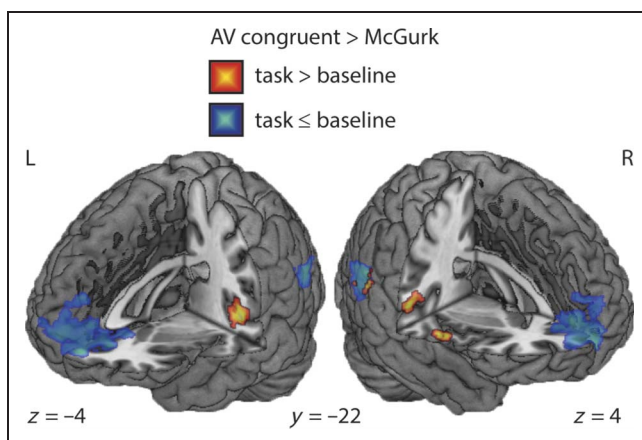 AV congruent > McGurk
task > baseline
task ≤ baseline
L
R
z = –4
y = –22
z = 4